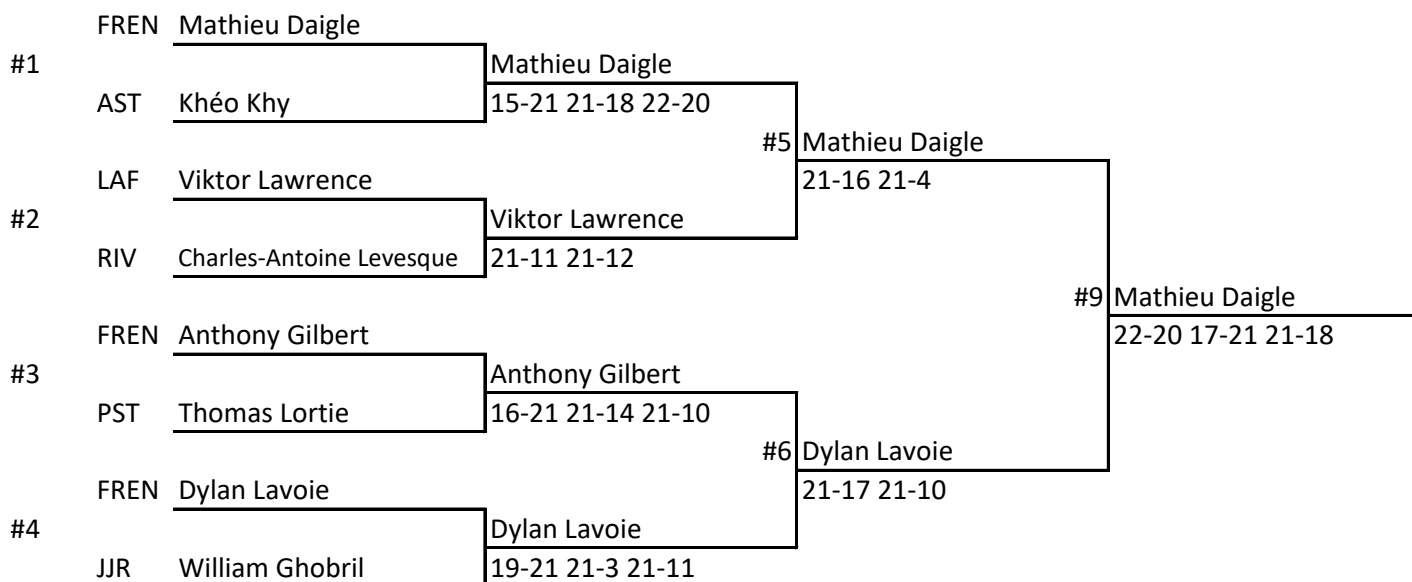 FREN Mathieu Daigle
#1 Mathieu Daigle
AST Khéo Khy 15-21 21-18 22-20
#5 Mathieu Daigle
LAF Viktor Lawrence 21-16 21-4
#2 Viktor Lawrence
RIV Charles-Antoine Levesque 21-11 21-12
#9 Mathieu Daigle
FREN Anthony Gilbert 22-20 17-21 21-18
#3 Anthony Gilbert
PST Thomas Lortie 16-21 21-14 21-10
#6 Dylan Lavoie
FREN Dylan Lavoie 21-17 21-10
#4 Dylan Lavoie
JJR William Ghobril 19-21 21-3 21-11